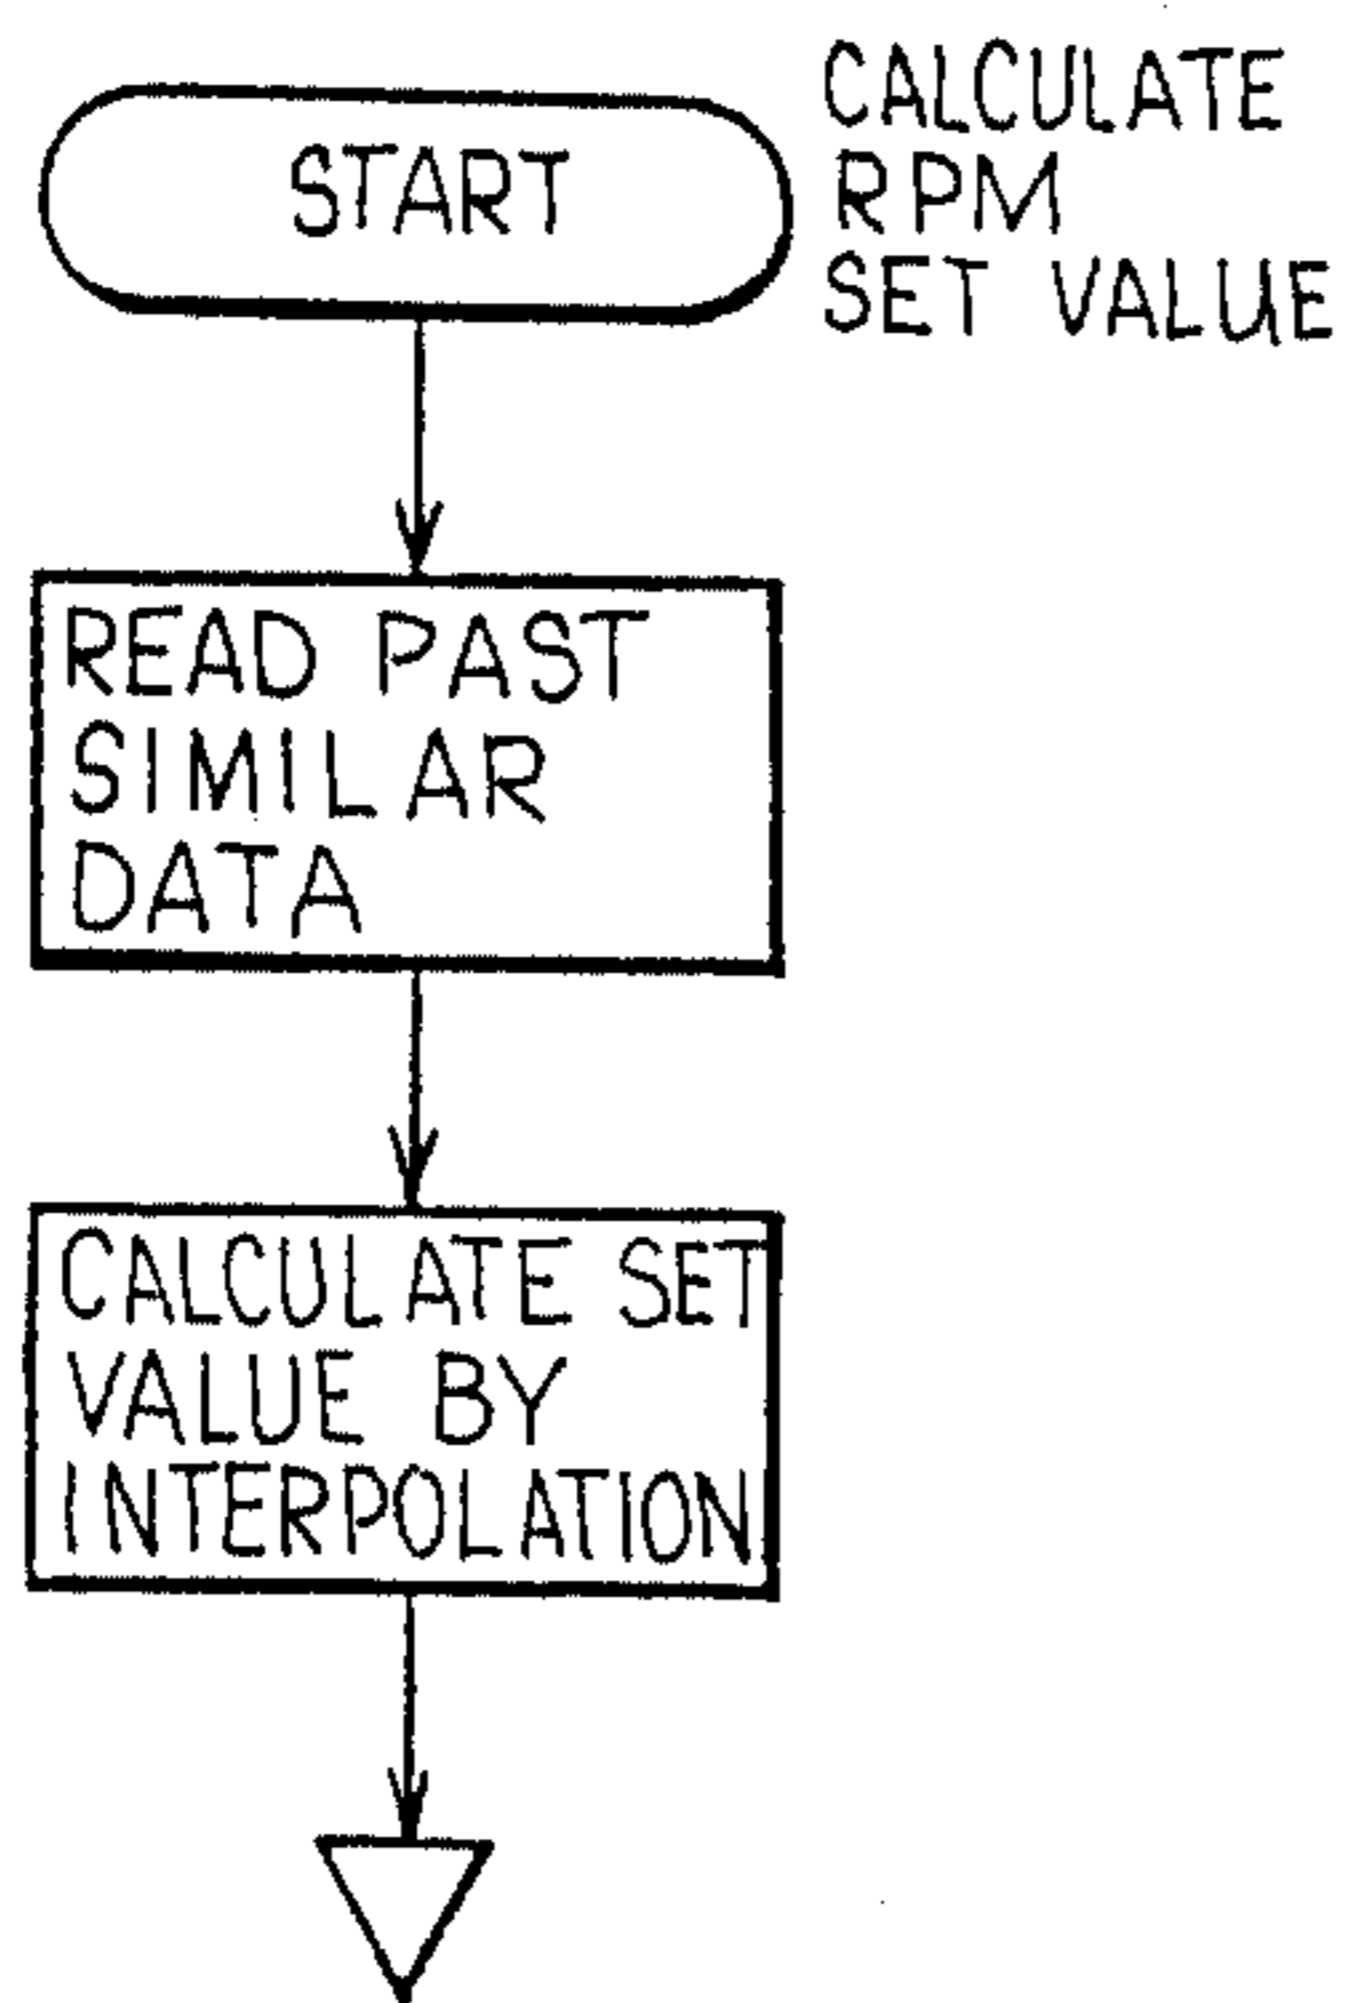 START
CALCULATE
RPM
SET VALUE
READ PAST
SIMILAR
DATA
CALCULATE SET
VALUE BY
INTERPOLATION